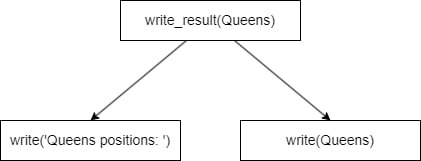 write_result(Queens)
write('Queens positions: ')
write(Queens)